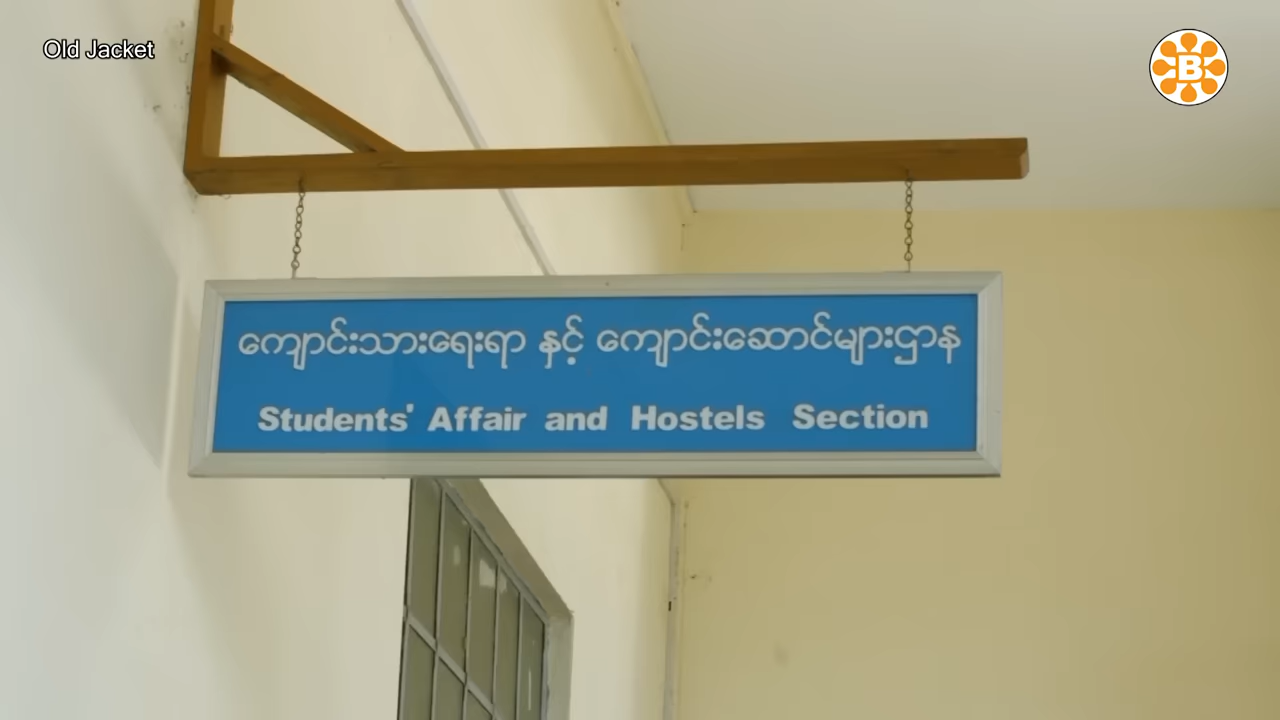 Old Jacket
B
ကျောင်းသားရေးရာ နှင့် ကျောင်းဆောင်များဌာန
Students' Affair and Hostels Section